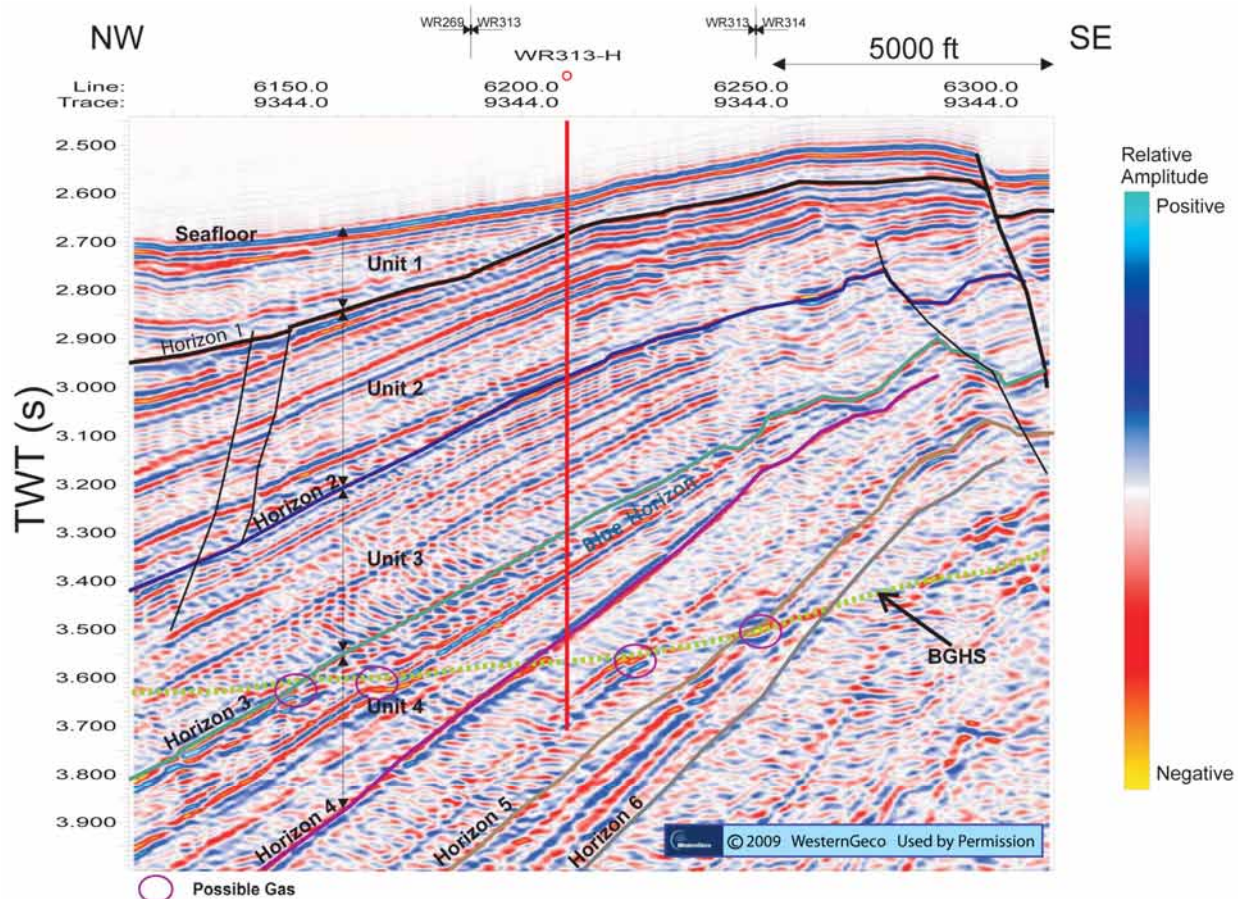 WR269 WR313
WR313 WR314
NW
SE
5000 ft
WR313-H
Line: 6150.0 6200.0 6250.0 6300.0
Trace: 9344.0 9344.0 9344.0 9344.0
2.500
2.600
2.700
2.800
2.900
3.000
3.100
3.200
3.300
3.400
3.500
3.600
3.700
3.800
3.900
TWT (s)
Seafloor
Unit 1
Horizon 1
Unit 2
Horizon 2
Unit 3
Blue Horizon
BGHS
Horizon 3
Unit 4
Horizon 4
Horizon 5
Horizon 6
WesternGeco
© 2009 WesternGeco Used by Permission
Possible Gas
Relative
Amplitude
Positive
Negative